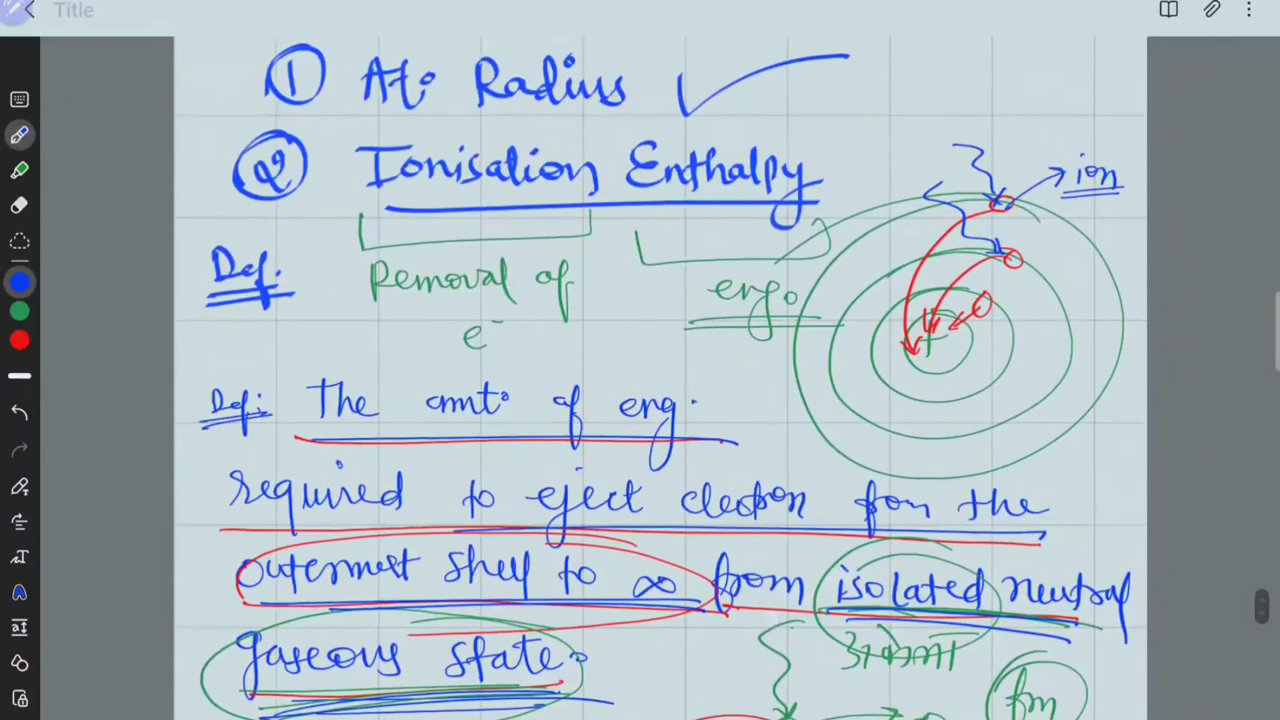 Title
① At. Radius ✓
② Ionisation Enthalpy
ion
Def.
Removal of
erg.
e⁻
Def: The amt. of erg.
required to eject electron from the
outermost shell to ∞ from isolated neutral
gaseous state.